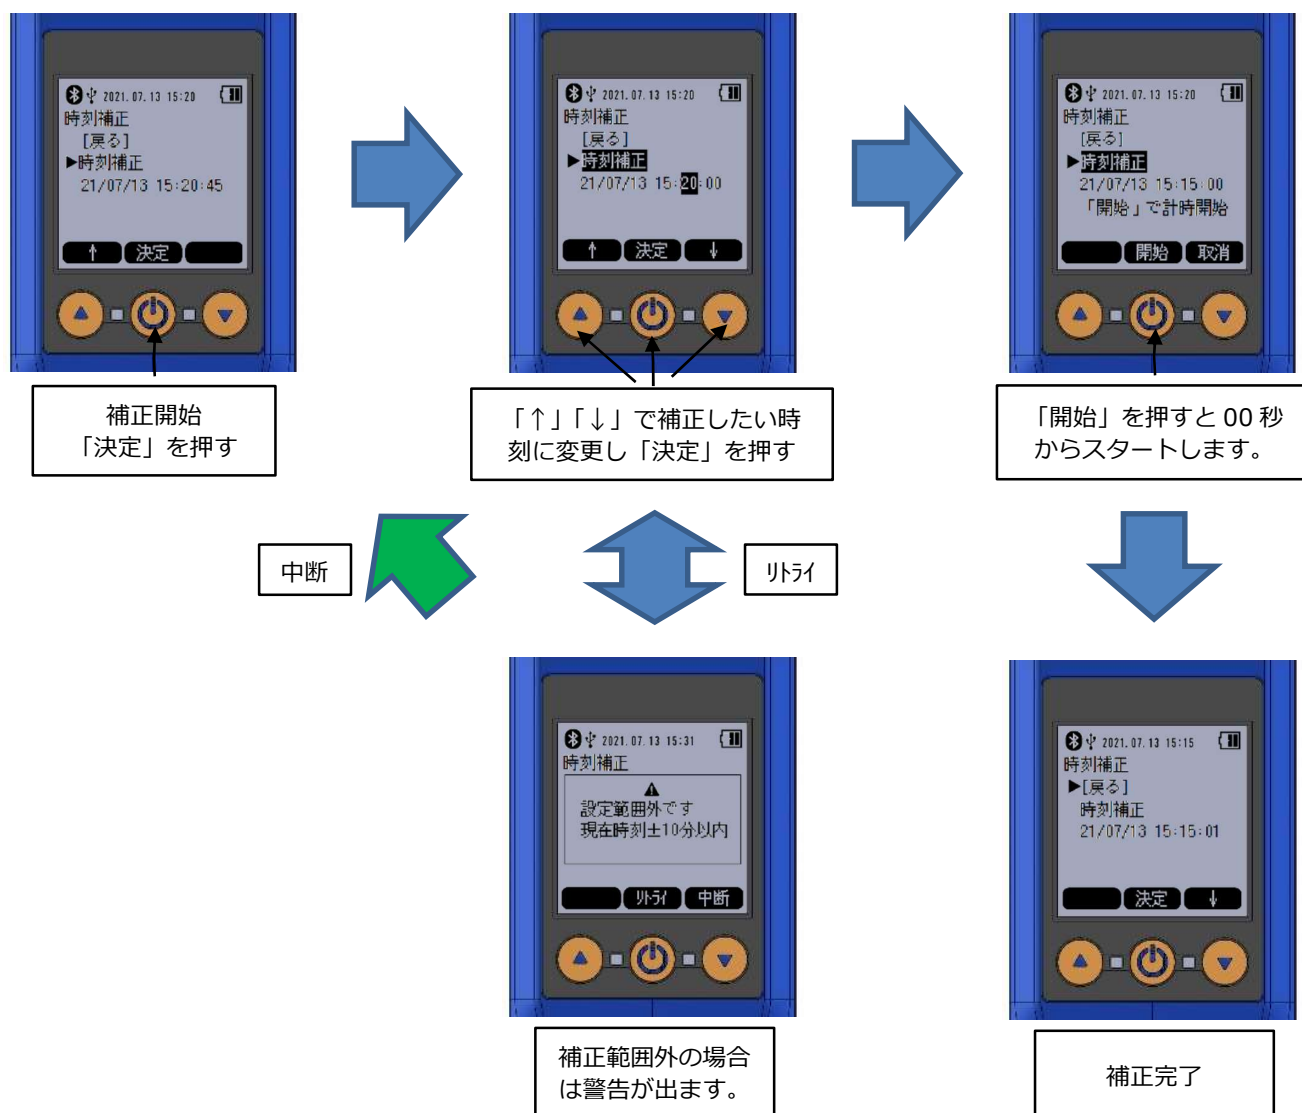 2021.07.13 15:20
時刻補正
[戻る]
▶時刻補正
21/07/13 15:20:45
↑ 決定
補正開始
「決定」を押す
2021.07.13 15:20
時刻補正
[戻る]
▶時刻補正
21/07/13 15:20:00
↑ 決定 ↓
「↑」「↓」で補正したい時
刻に変更し「決定」を押す
2021.07.13 15:20
時刻補正
[戻る]
▶時刻補正
21/07/13 15:15:00
「開始」で計時開始
開始 取消
「開始」を押すと 00 秒
からスタートします。
中断
ﾘﾄﾗｲ
2021.07.13 15:31
時刻補正
設定範囲外です
現在時刻±10分以内
ﾘﾄﾗｲ 中断
補正範囲外の場合
は警告が出ます。
2021.07.13 15:15
時刻補正
▶[戻る]
時刻補正
21/07/13 15:15:01
決定 ↓
補正完了